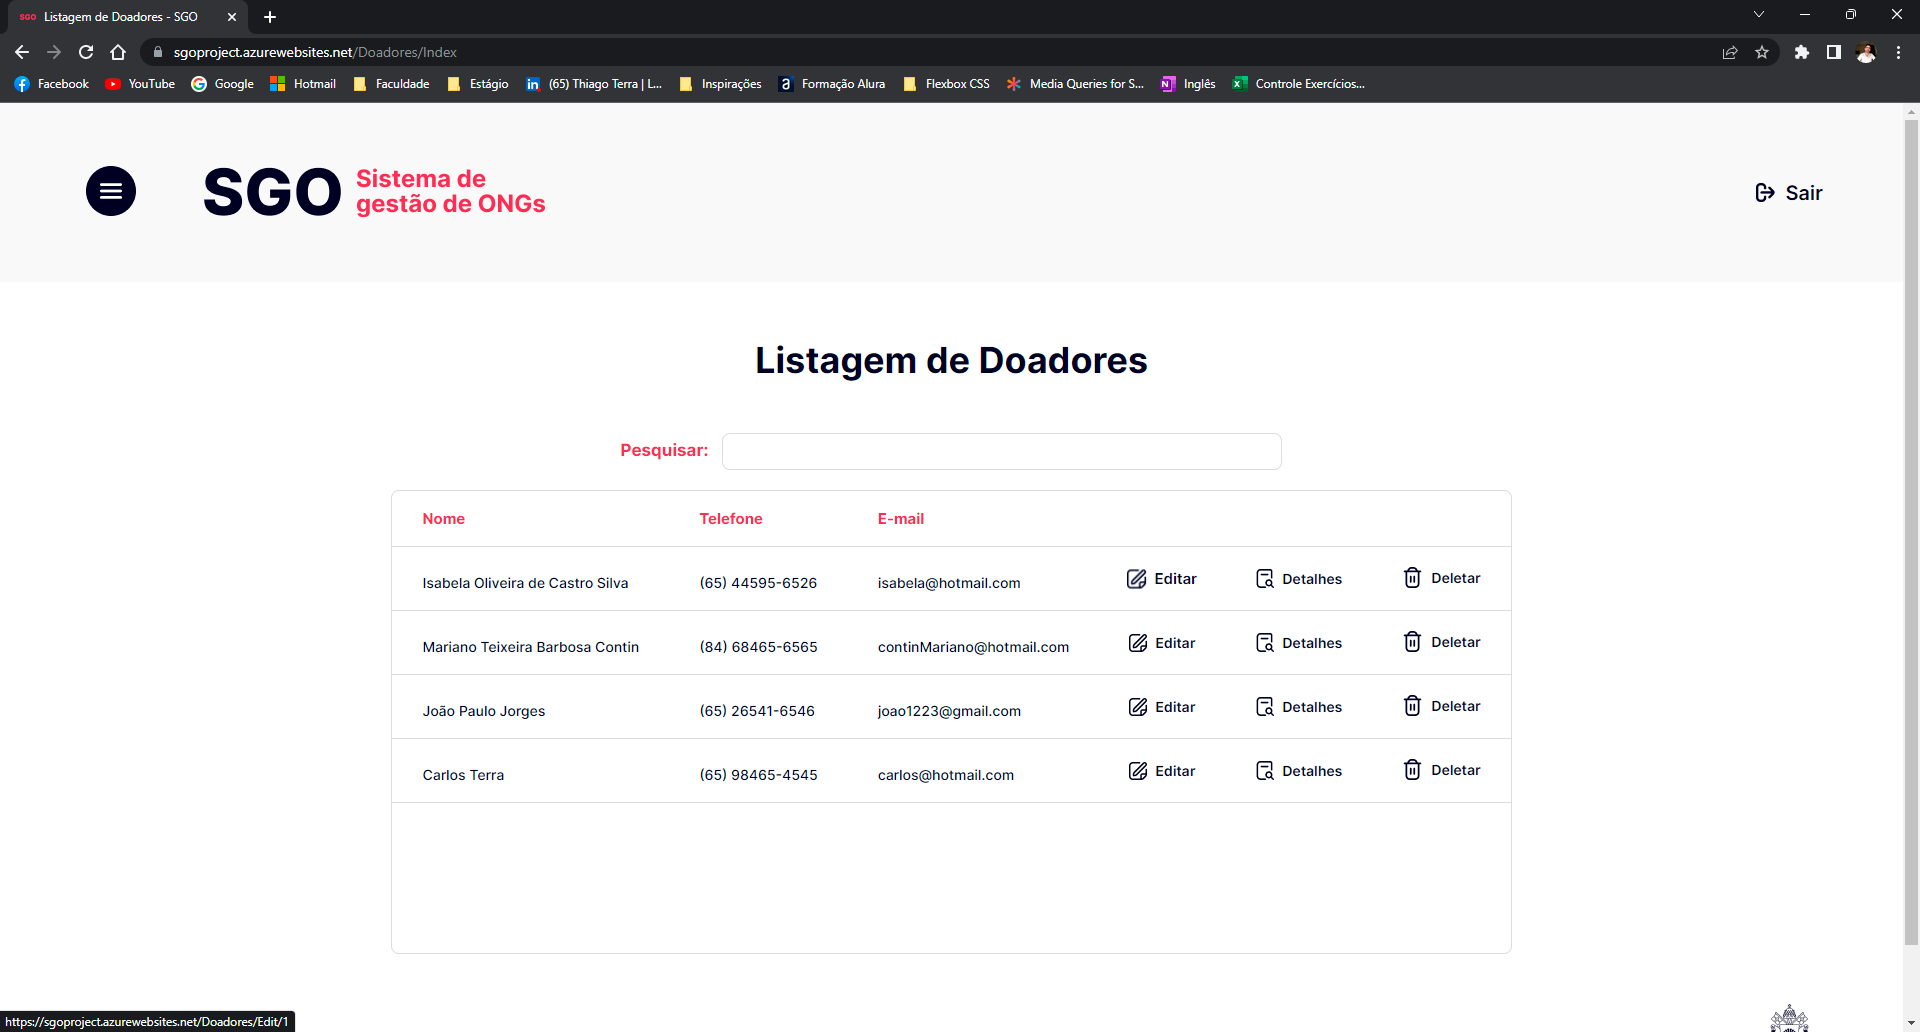 SGO Listagem de Doadores - SGO
sgoproject.azurewebsites.net/Doadores/Index
Facebook YouTube Google Hotmail Faculdade Estágio in (65) Thiago Terra | L... Inspirações a Formação Alura Flexbox CSS Media Queries for S... N Inglês X Controle Exercícios...
SGO
Sistema de
gestão de ONGs
Sair
Listagem de Doadores
Pesquisar:
Nome Telefone E-mail
Isabela Oliveira de Castro Silva (65) 44595-6526 isabela@hotmail.com Editar Detalhes Deletar
Mariano Teixeira Barbosa Contin (84) 68465-6565 continMariano@hotmail.com Editar Detalhes Deletar
João Paulo Jorges (65) 26541-6546 joao1223@gmail.com Editar Detalhes Deletar
Carlos Terra (65) 98465-4545 carlos@hotmail.com Editar Detalhes Deletar
https://sgoproject.azurewebsites.net/Doadores/Edit/1